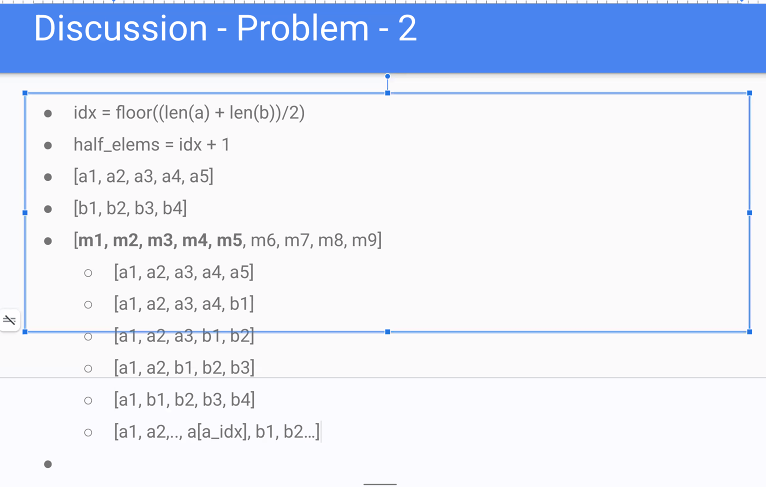 Discussion - Problem - 2
● idx = floor((len(a) + len(b))/2)
● half_elems = idx + 1
● [a1, a2, a3, a4, a5]
● [b1, b2, b3, b4]
● [m1, m2, m3, m4, m5, m6, m7, m8, m9]
○ [a1, a2, a3, a4, a5]
○ [a1, a2, a3, a4, b1]
○ [a1, a2, a3, b1, b2]
○ [a1, a2, b1, b2, b3]
○ [a1, b1, b2, b3, b4]
○ [a1, a2,.., a[a_idx], b1, b2...]
●